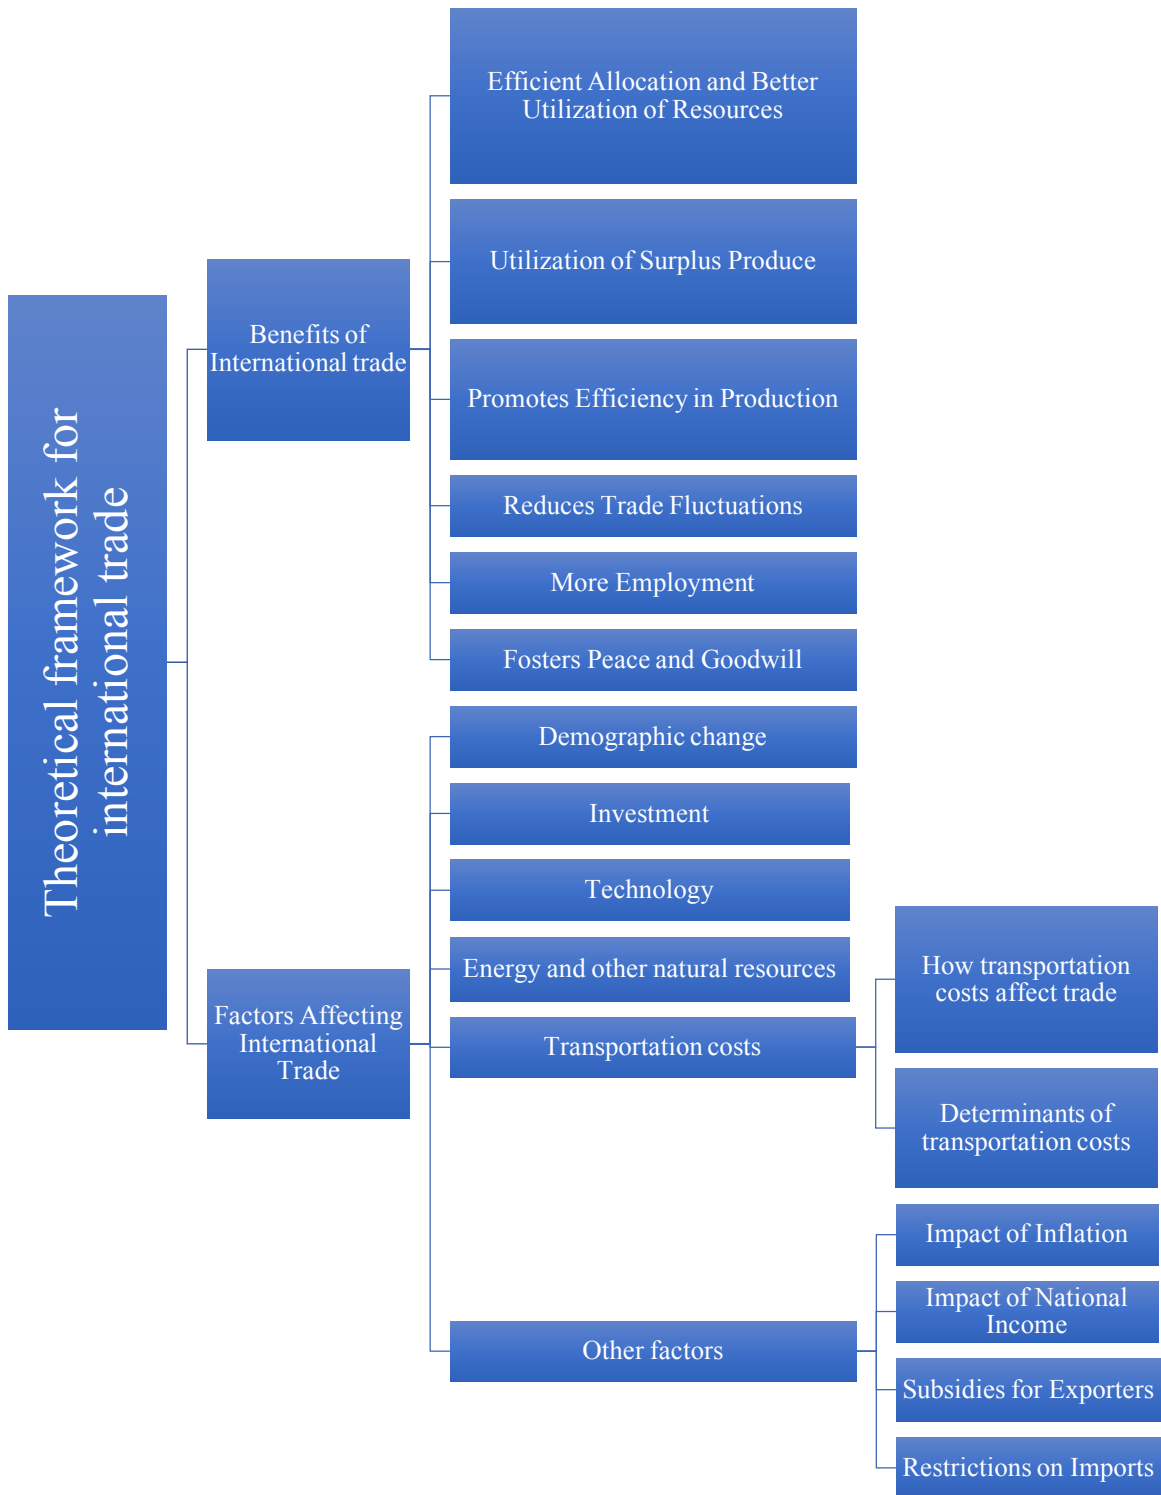 Theoretical framework for
international trade
Benefits of
International trade
Efficient Allocation and Better
Utilization of Resources
Utilization of Surplus Produce
Promotes Efficiency in Production
Reduces Trade Fluctuations
More Employment
Fosters Peace and Goodwill
Factors Affecting
International
Trade
Demographic change
Investment
Technology
Energy and other natural resources
Transportation costs
How transportation
costs affect trade
Determinants of
transportation costs
Other factors
Impact of Inflation
Impact of National
Income
Subsidies for Exporters
Restrictions on Imports